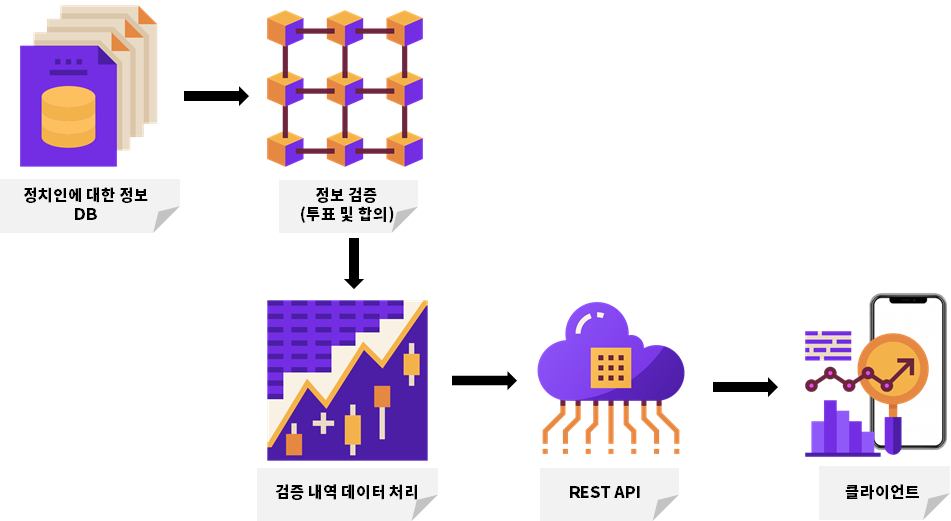 정치인에 대한 정보
DB
정보 검증
(투표 및 합의)
검증 내역 데이터 처리
REST API
클라이언트